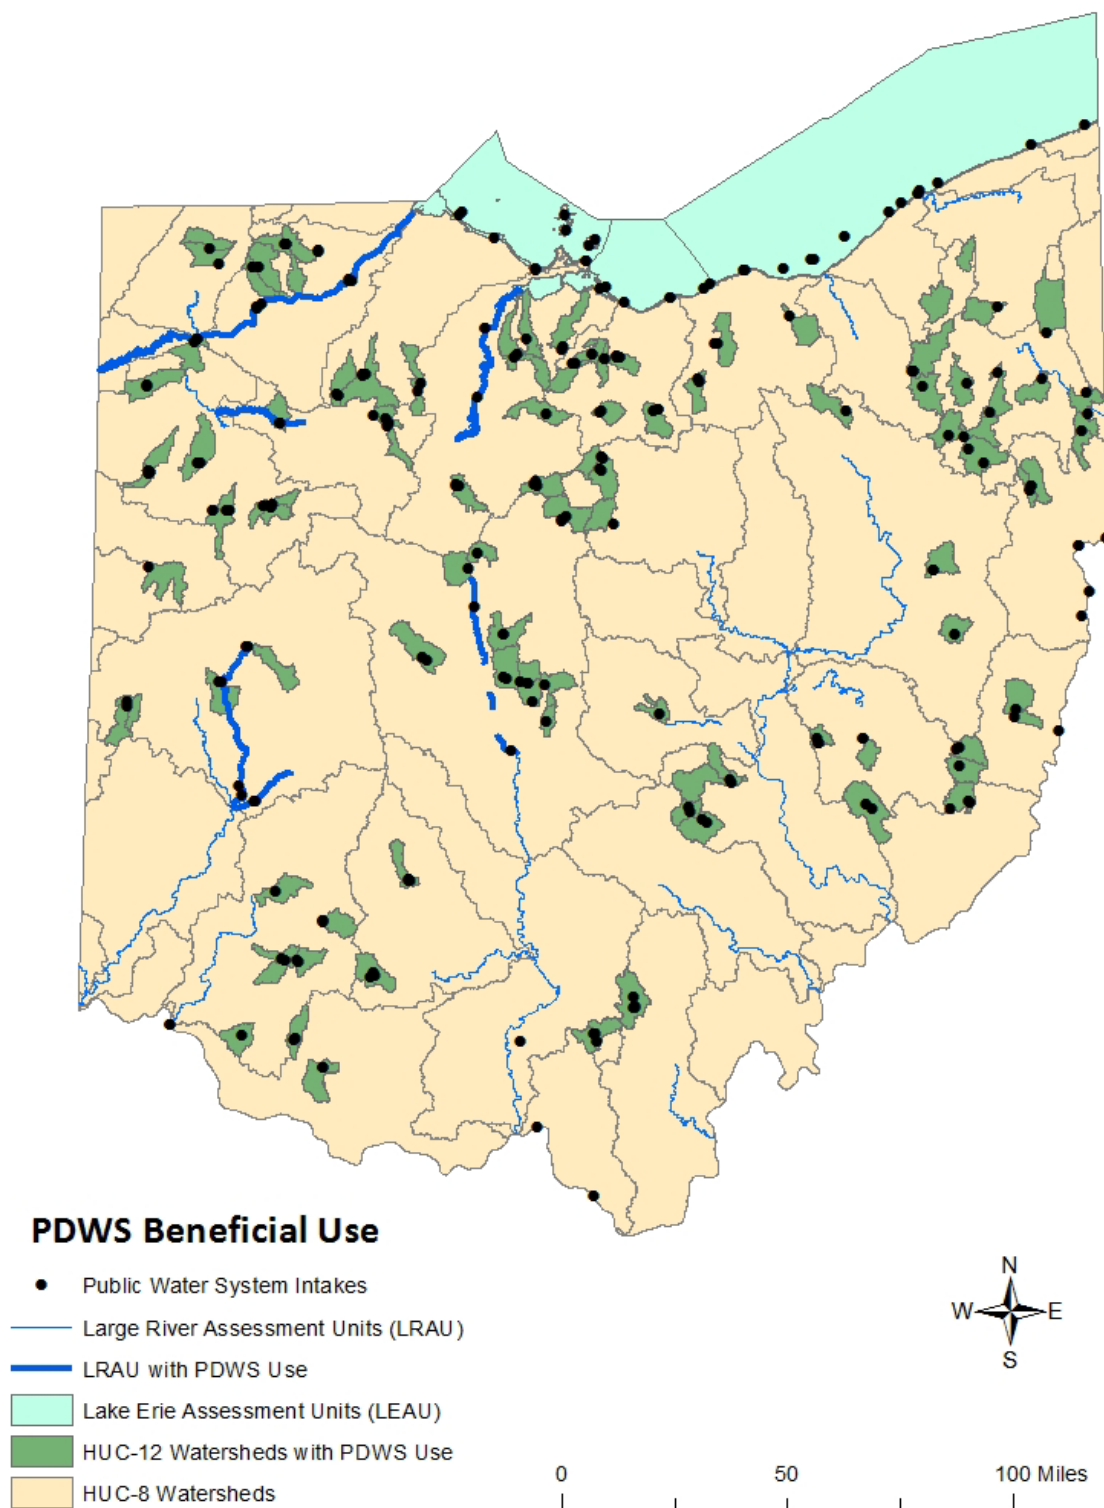 PDWS Beneficial Use
Public Water System Intakes
Large River Assessment Units (LRAU)
LRAU with PDWS Use
Lake Erie Assessment Units (LEAU)
HUC-12 Watersheds with PDWS Use
HUC-8 Watersheds
N
W E
S
0 50 100 Miles